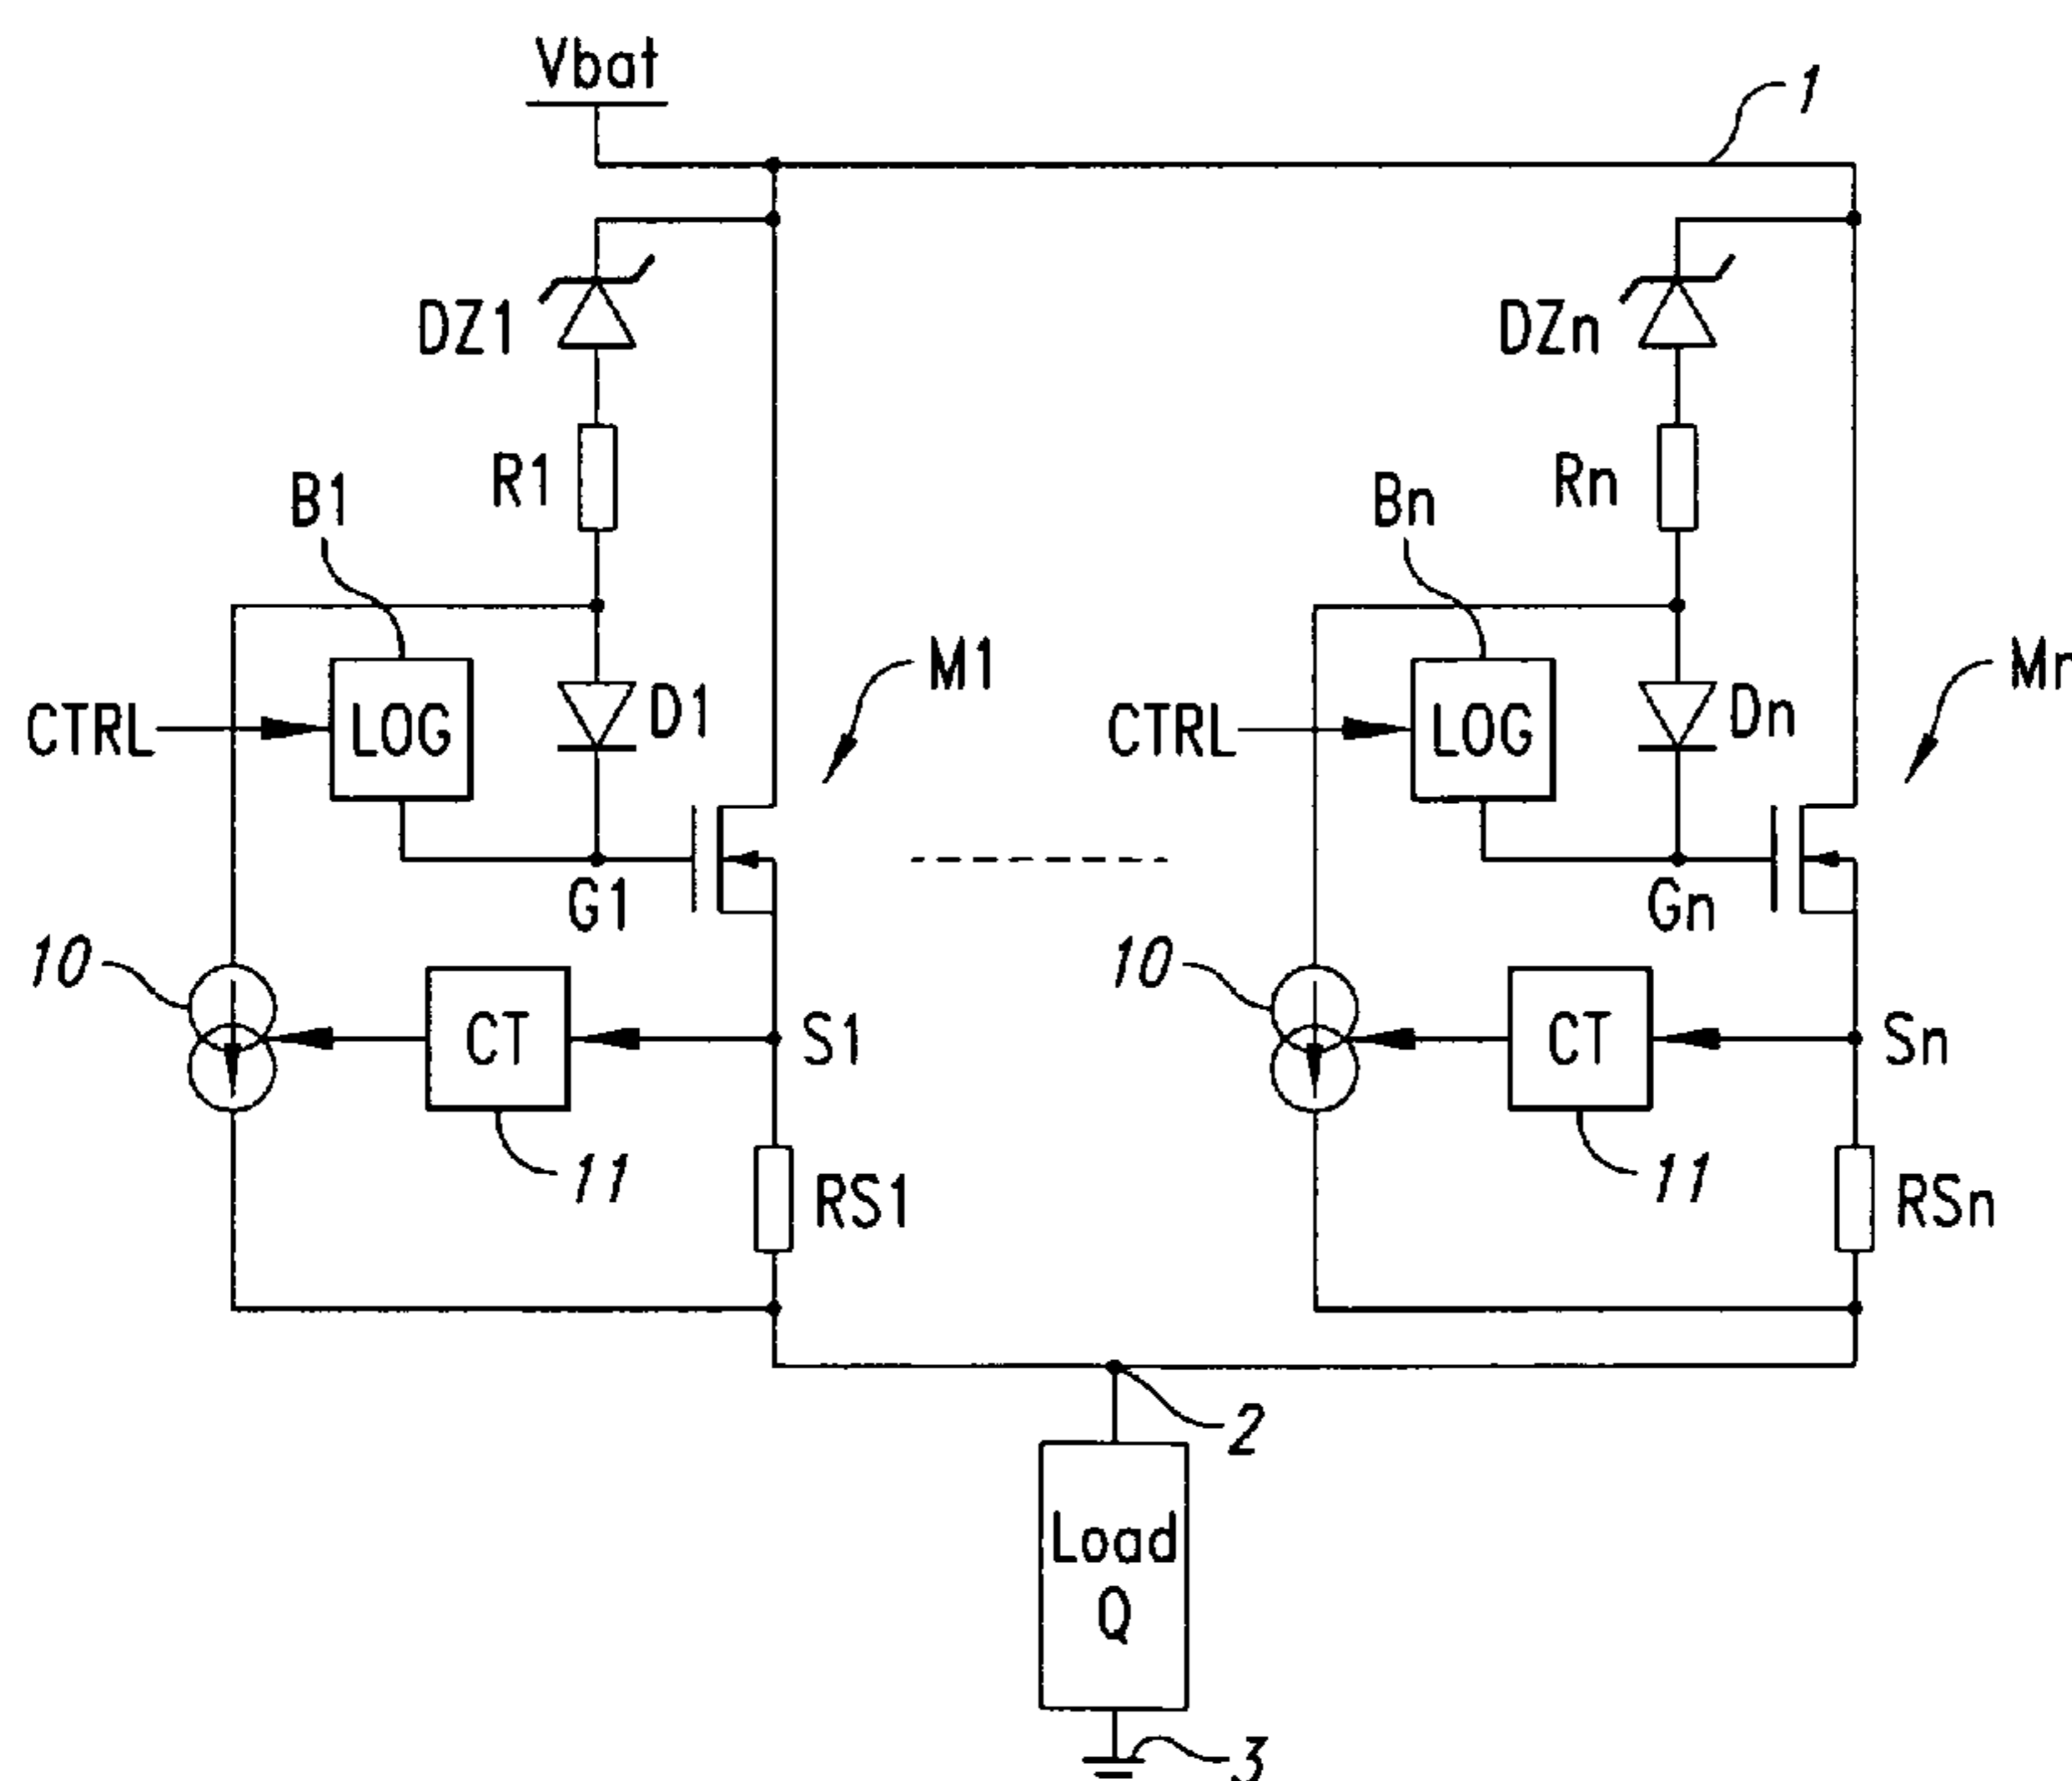 Vbat
1
DZ1
DZn
R1
Rn
B1
Bn
CTRL
LOG
D1
M1
CTRL
LOG
Dn
Mn
G1
Gn
10
CT
S1
10
CT
Sn
11
RS1
11
RSn
2
Load
Q
3